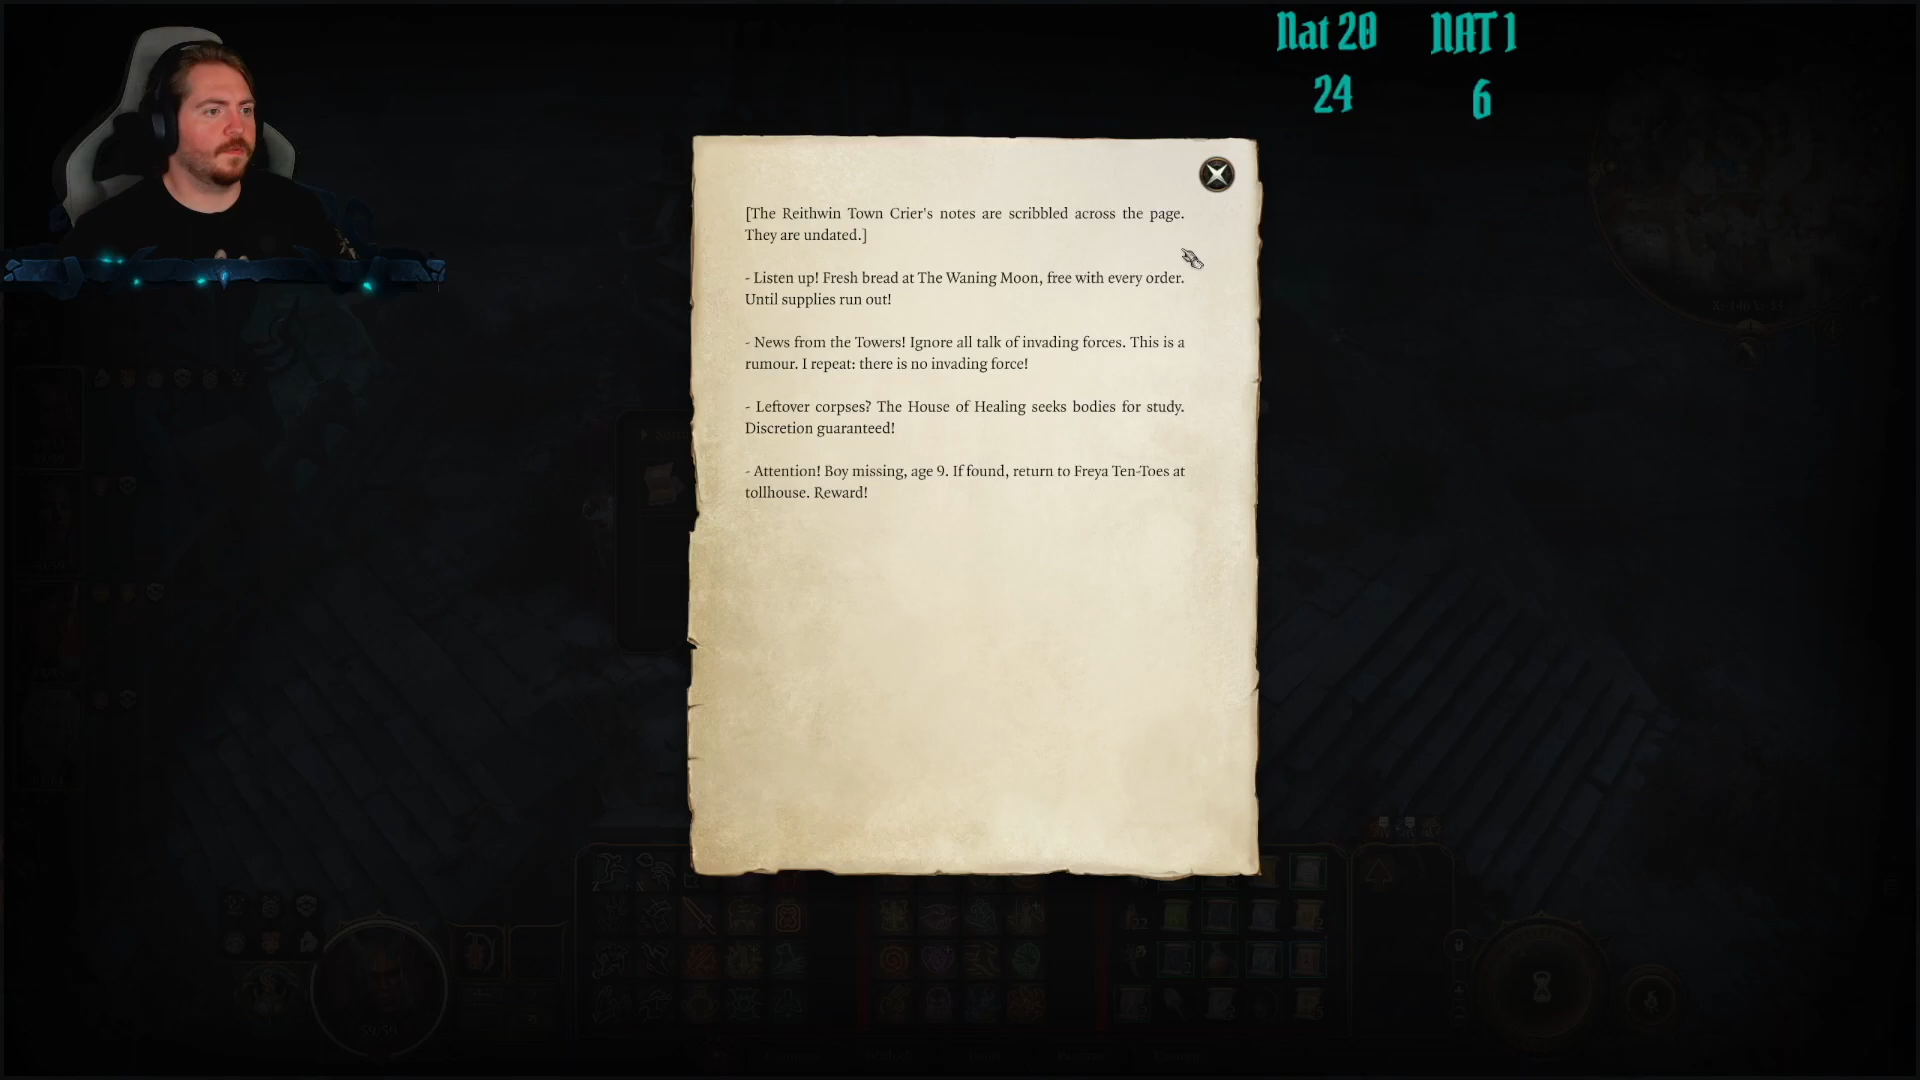 Nat 20 NAT 1
24 6
[The Reithwin Town Crier's notes are scribbled across the page.
They are undated.]
- Listen up! Fresh bread at The Waning Moon, free with every order.
Until supplies run out!
- News from the Towers! Ignore all talk of invading forces. This is a
rumour. I repeat: there is no invading force!
- Leftover corpses? The House of Healing seeks bodies for study.
Discretion guaranteed!
- Attention! Boy missing, age 9. If found, return to Freya Ten-Toes at
tollhouse. Reward!
59/59